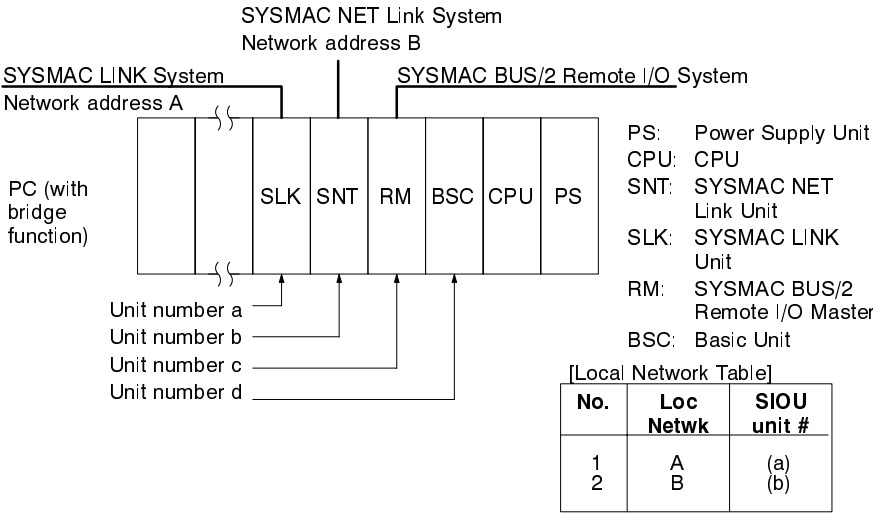 SYSMAC NET Link System
Network address B
SYSMAC LINK System
Network address A
SYSMAC BUS/2 Remote I/O System
PC (with
bridge
function)
SLK SNT RM BSC CPU PS
Unit number a
Unit number b
Unit number c
Unit number d
PS: Power Supply Unit
CPU: CPU
SNT: SYSMAC NET
Link Unit
SLK: SYSMAC LINK
Unit
RM: SYSMAC BUS/2
Remote I/O Master
BSC: Basic Unit
[Local Network Table]
No. Loc SIOU
Netwk unit #
1 A (a)
2 B (b)